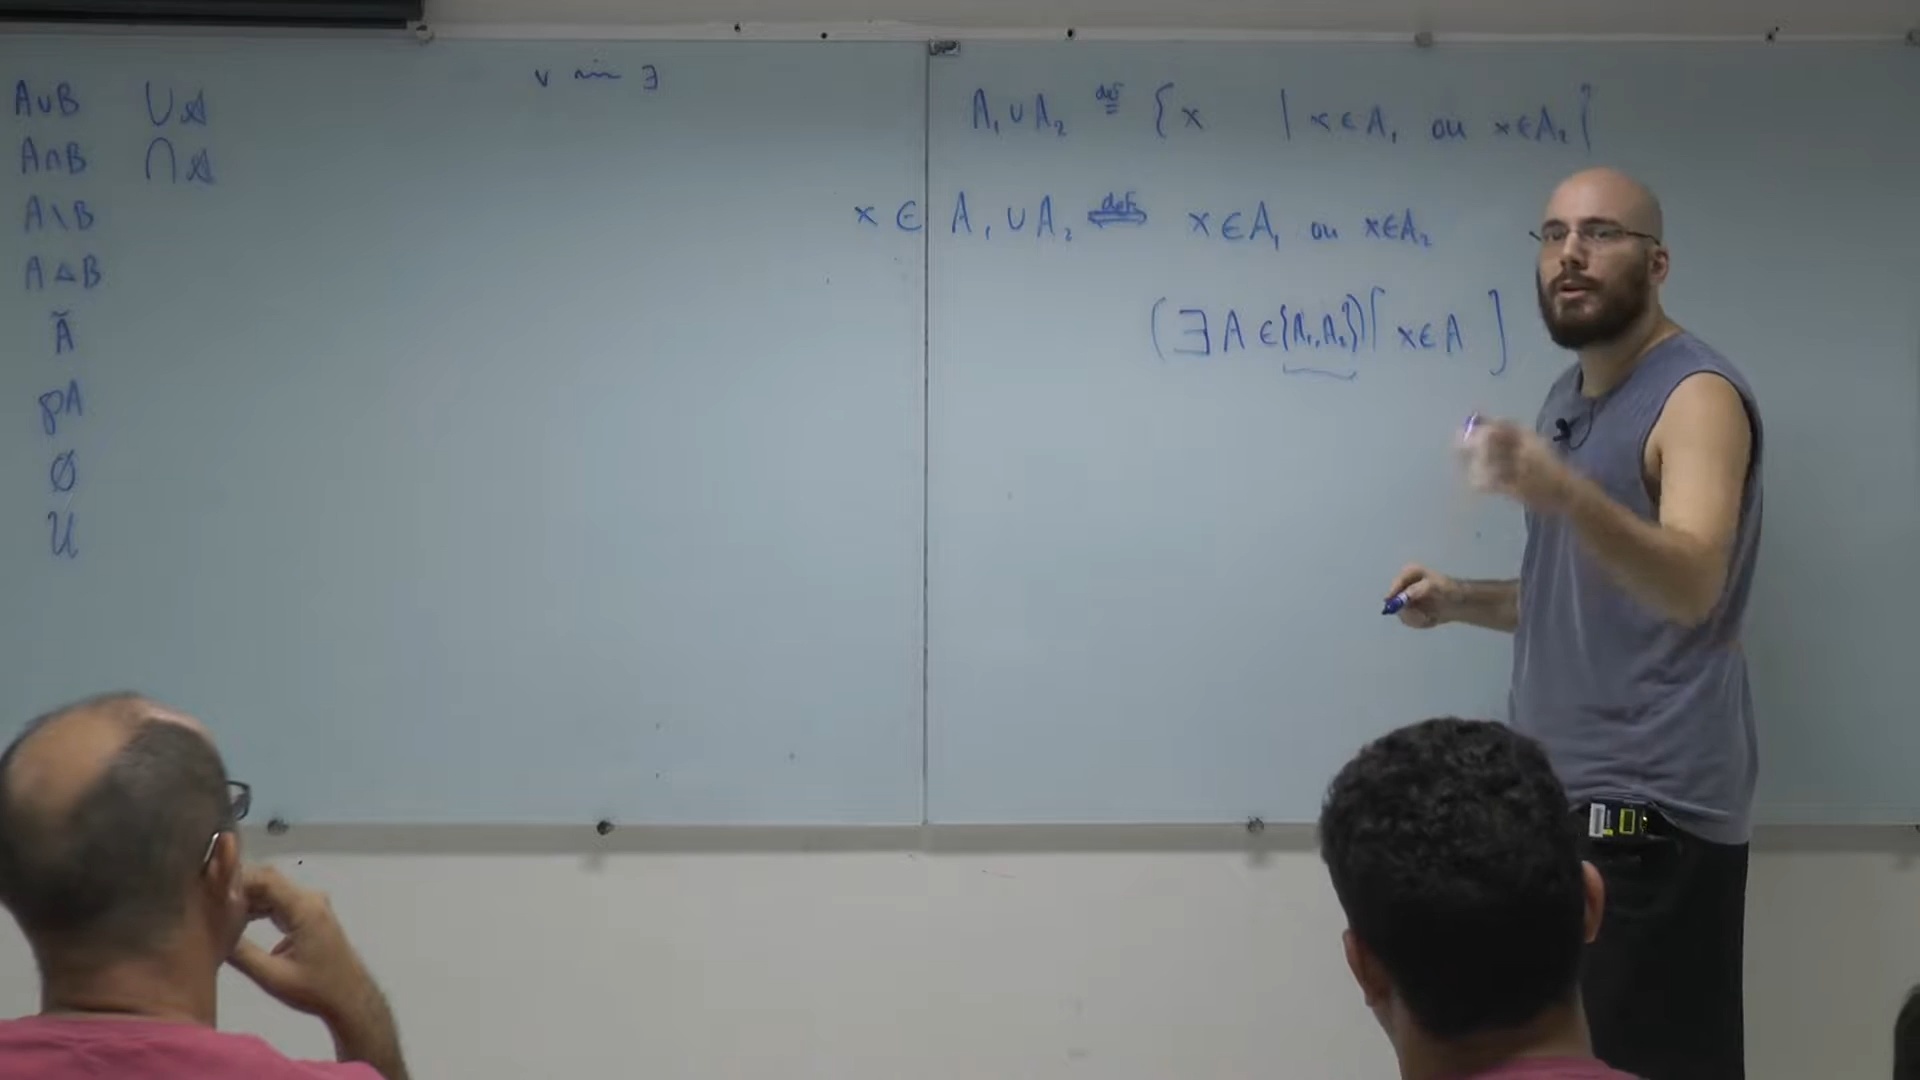 A∪B ⋃𝒜
A∩B ⋂𝒜
A\B
A△B
Ã
℘A
∅
𝒰
∨ ∃
A₁∪A₂ ≝ {x | x∈A₁ ou x∈A₂}
x ∈ A₁∪A₂ ⟺ def x∈A₁ ou x∈A₂
(∃A∈{A₁,A₂})[x∈A]